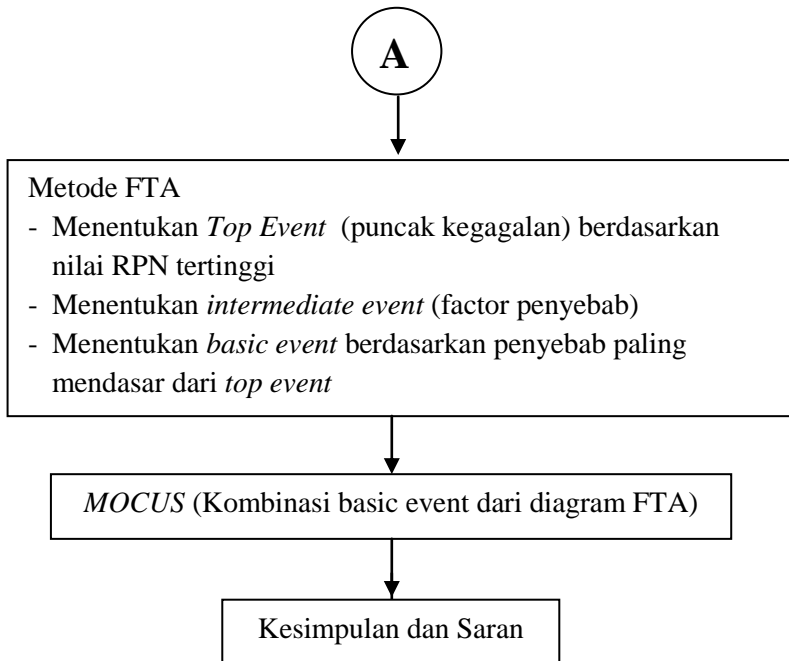 A
Metode FTA
- Menentukan Top Event (puncak kegagalan) berdasarkan
nilai RPN tertinggi
- Menentukan intermediate event (factor penyebab)
- Menentukan basic event berdasarkan penyebab paling
mendasar dari top event
MOCUS (Kombinasi basic event dari diagram FTA)
Kesimpulan dan Saran